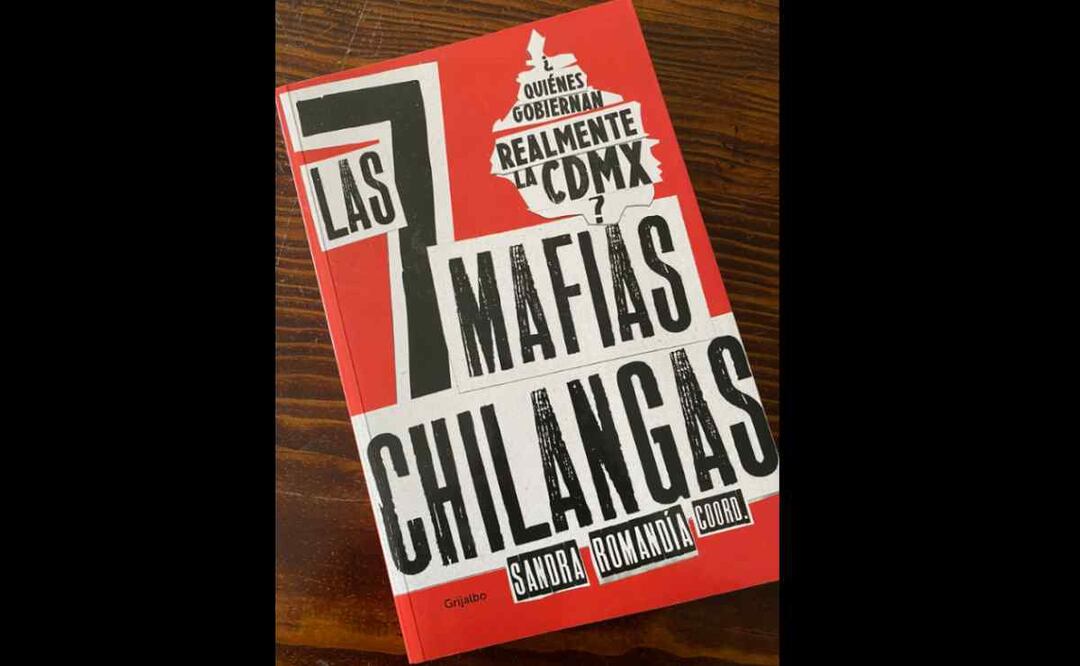 ¿
QUIÉNES
GOBIERNAN
REALMENTE
LA CDMX
?
LAS
7
MAFIAS
CHILANGAS
SANDRA ROMANDÍA COORD.
Grijalbo